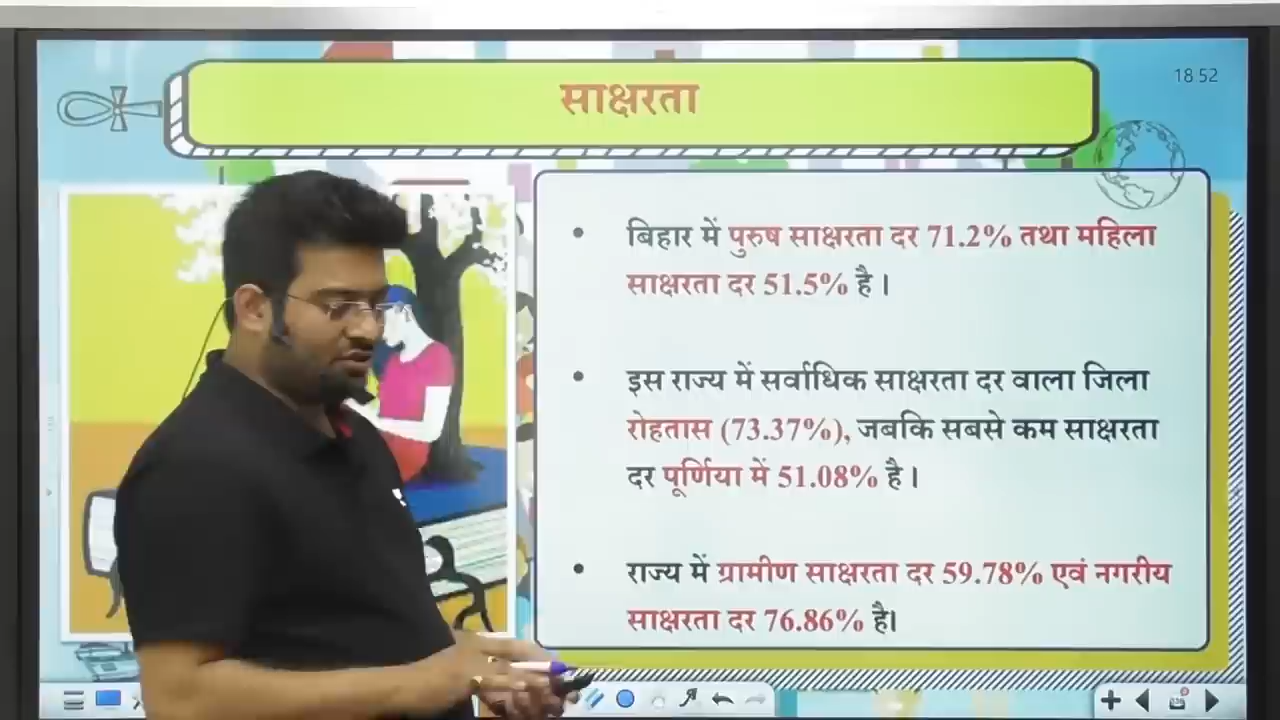 साक्षरता
18 52
• बिहार में पुरुष साक्षरता दर 71.2% तथा महिला
साक्षरता दर 51.5% है।
• इस राज्य में सर्वाधिक साक्षरता दर वाला जिला
रोहतास (73.37%), जबकि सबसे कम साक्षरता
दर पूर्णिया में 51.08% है।
• राज्य में ग्रामीण साक्षरता दर 59.78% एवं नगरीय
साक्षरता दर 76.86% है।